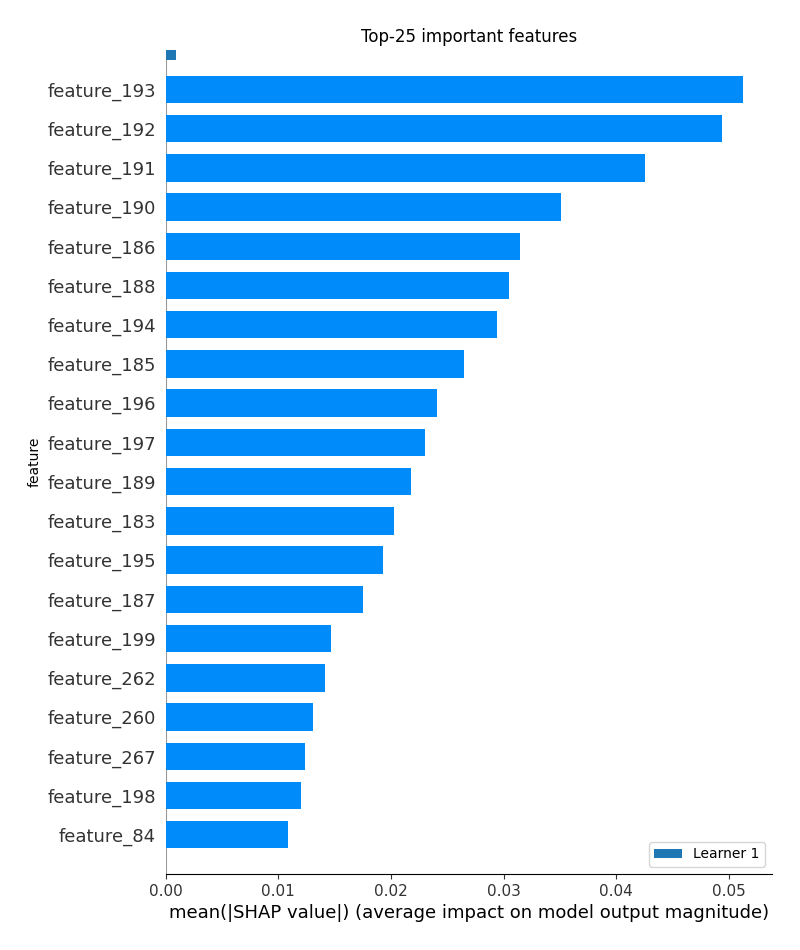 Top-25 important features
feature_193
feature_192
feature_191
feature_190
feature_186
feature_188
feature_194
feature_185
feature_196
feature_197
feature_189
feature_183
feature_195
feature_187
feature_199
feature_262
feature_260
feature_267
feature_198
feature_84
feature
Learner 1
0.00 0.01 0.02 0.03 0.04 0.05
mean(|SHAP value|) (average impact on model output magnitude)